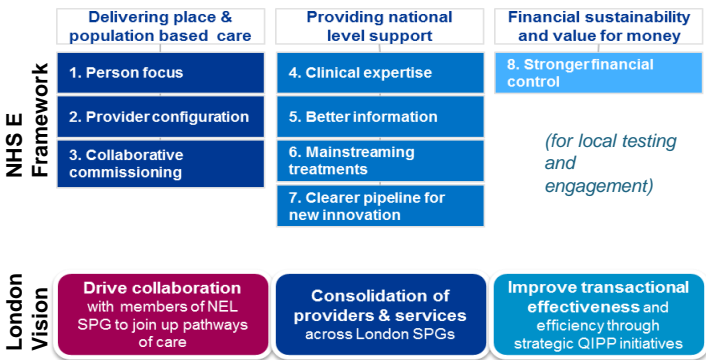 Delivering place &
population based care
Providing national
level support
Financial sustainability
and value for money
NHS E
Framework
1. Person focus
2. Provider configuration
3. Collaborative
commissioning
4. Clinical expertise
5. Better information
6. Mainstreaming
treatments
7. Clearer pipeline for
new innovation
8. Stronger financial
control
(for local testing
and
engagement)
London
Vision
Drive collaboration
with members of NEL
SPG to join up pathways
of care
Consolidation of
providers & services
across London SPGs
Improve transactional
effectiveness and
efficiency through
strategic QIPP initiatives